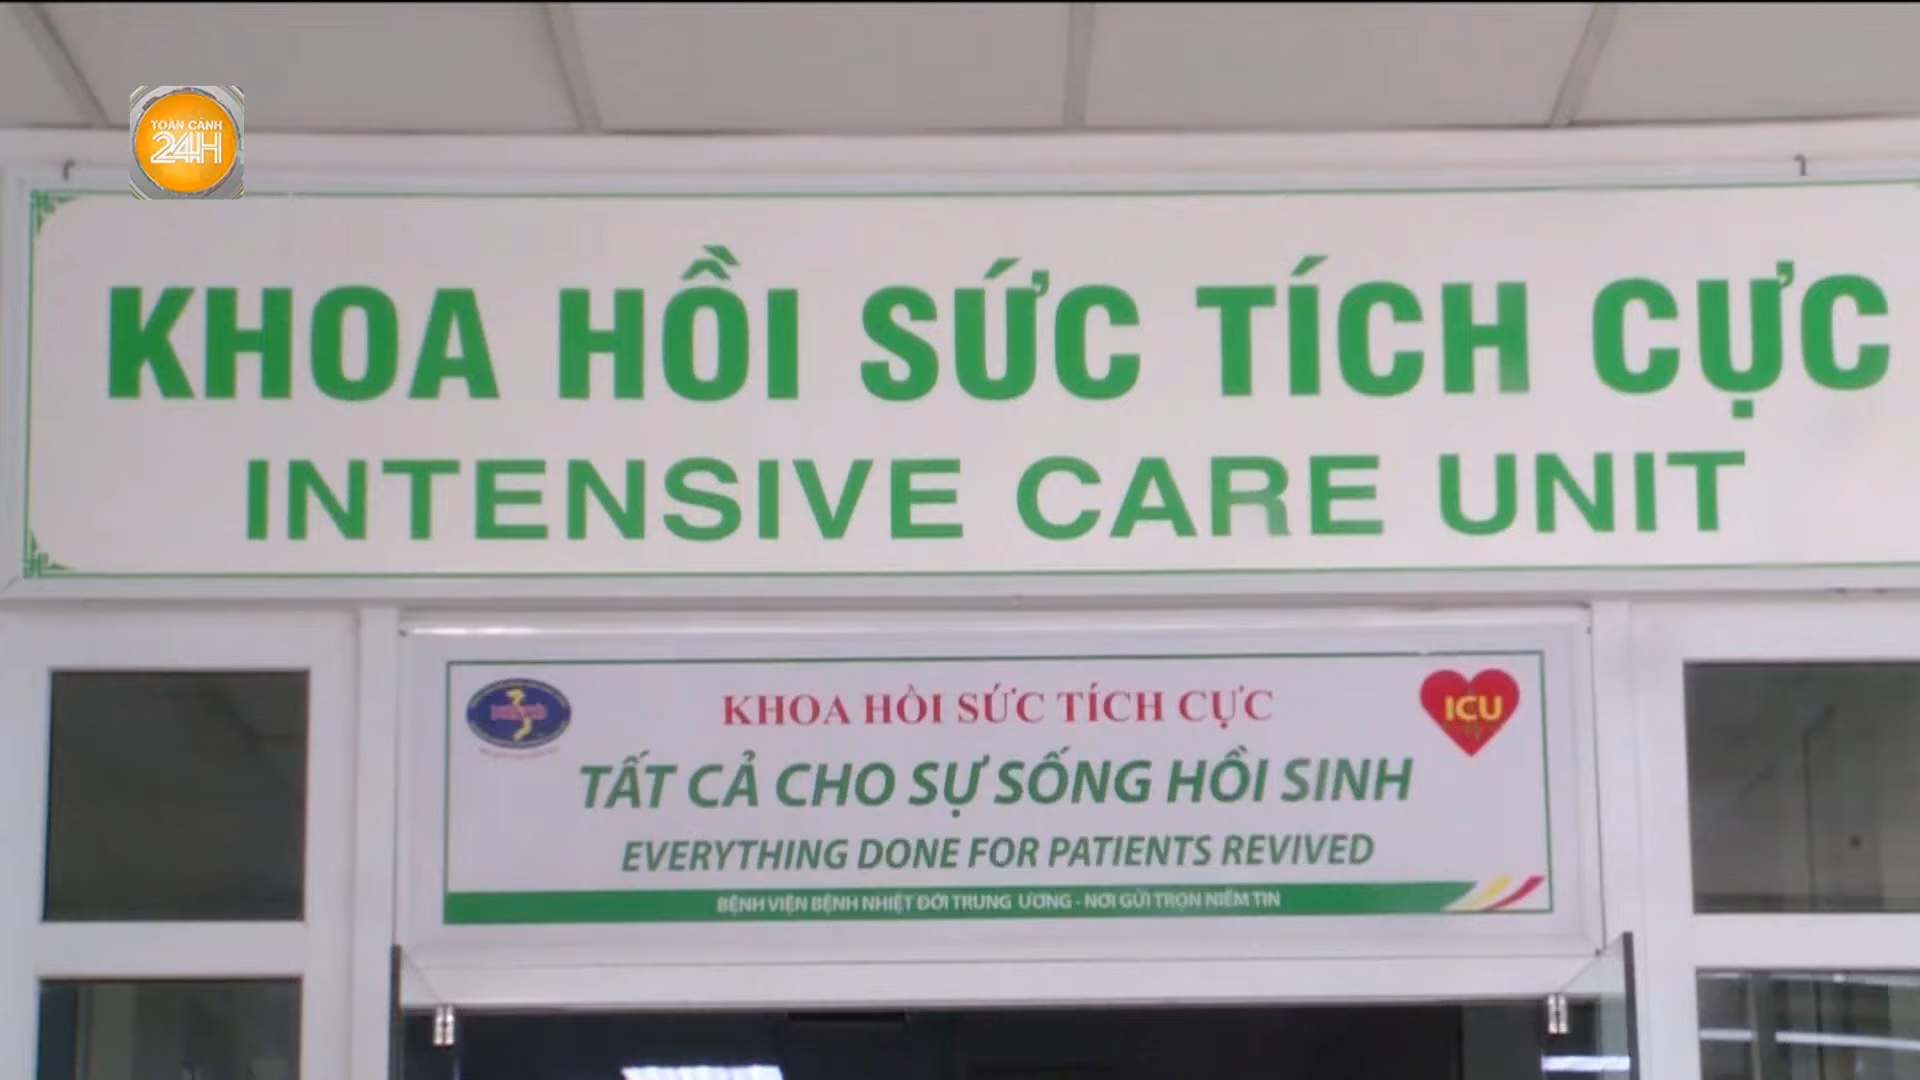 TOÀN CẢNH
24H
KHOA HỒI SỨC TÍCH CỰC
INTENSIVE CARE UNIT
KHOA HỒI SỨC TÍCH CỰC
ICU
TẤT CẢ CHO SỰ SỐNG HỒI SINH
EVERYTHING DONE FOR PATIENTS REVIVED
BỆNH VIỆN BỆNH NHIỆT ĐỚI TRUNG ƯƠNG - NƠI GỬI TRỌN NIỀM TIN